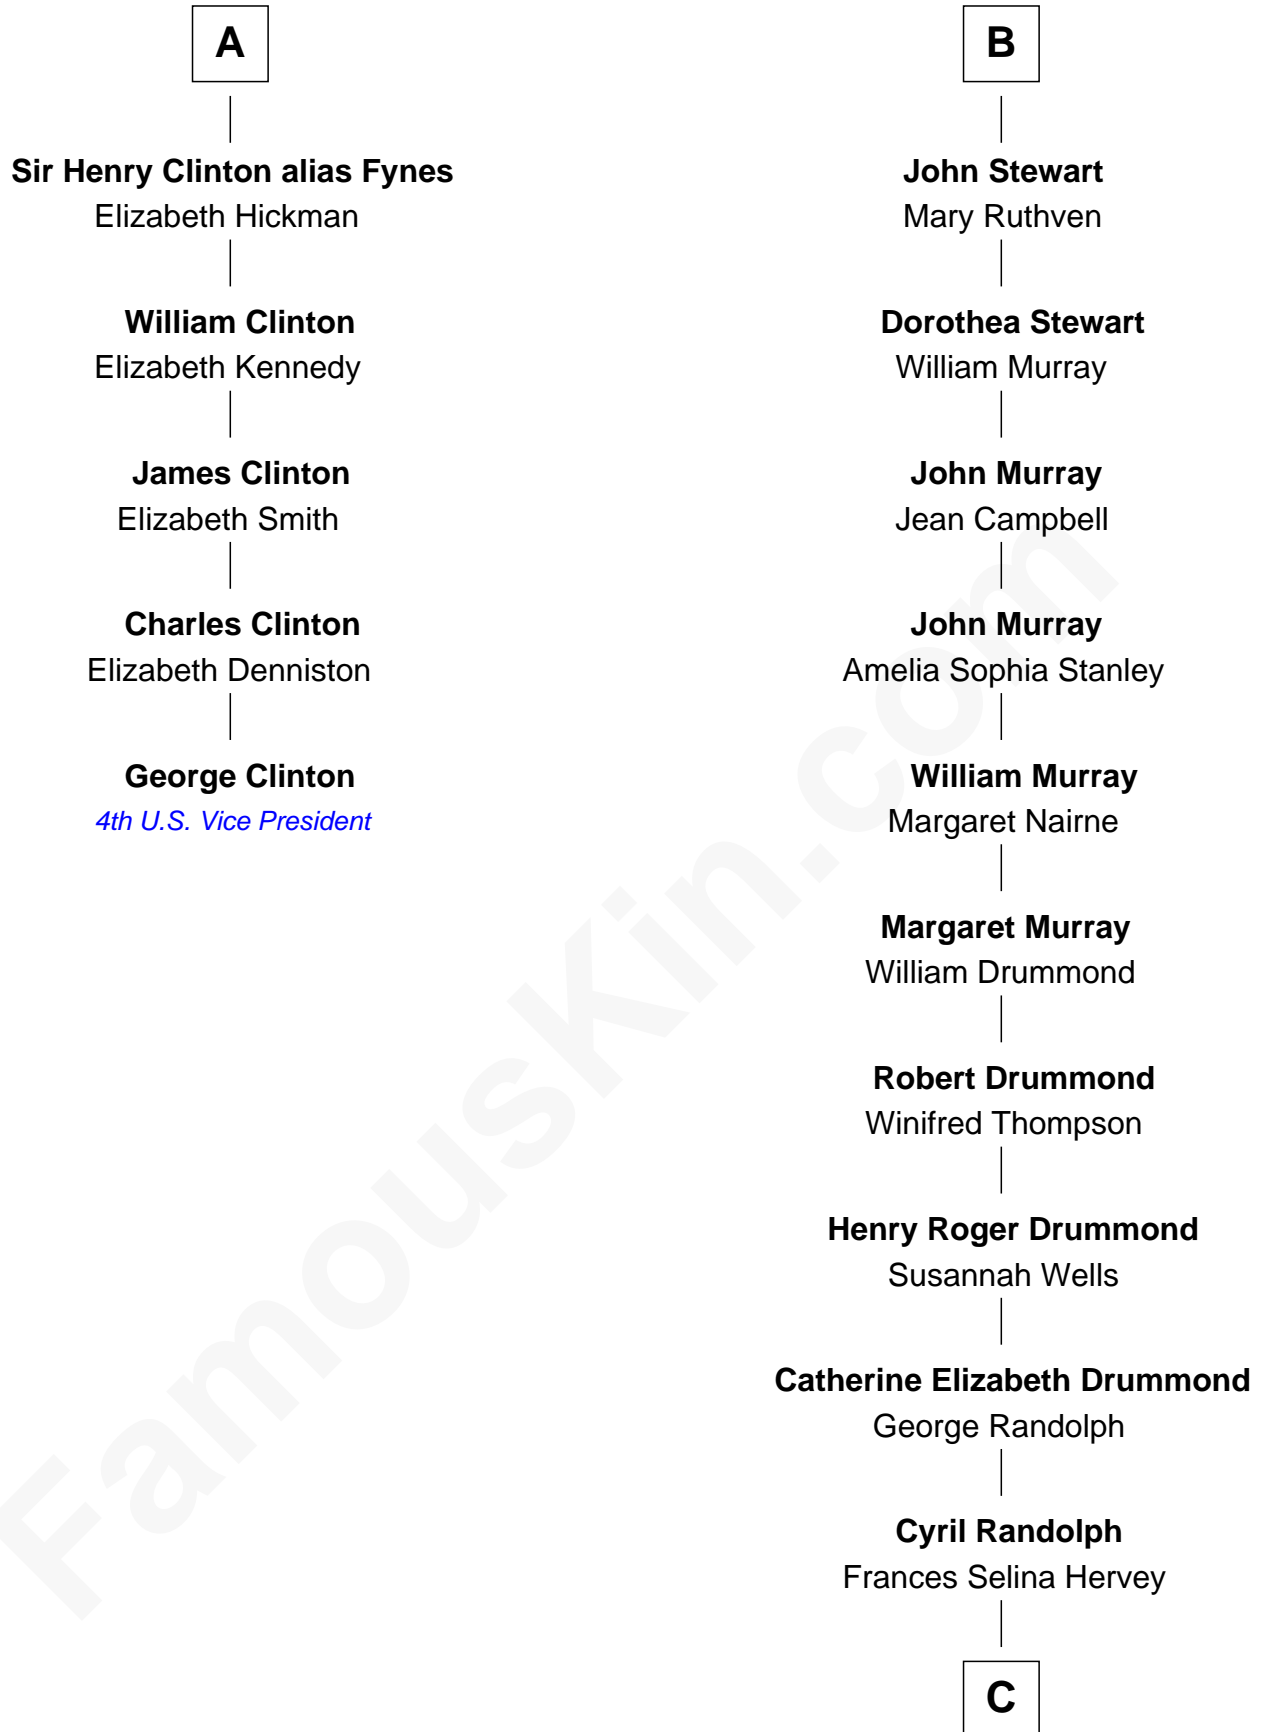 A
Sir Henry Clinton alias Fynes
Elizabeth Hickman
William Clinton
Elizabeth Kennedy
James Clinton
Elizabeth Smith
Charles Clinton
Elizabeth Denniston
George Clinton
4th U.S. Vice President
B
John Stewart
Mary Ruthven
Dorothea Stewart
William Murray
John Murray
Jean Campbell
John Murray
Amelia Sophia Stanley
William Murray
Margaret Nairne
Margaret Murray
William Drummond
Robert Drummond
Winifred Thompson
Henry Roger Drummond
Susannah Wells
Catherine Elizabeth Drummond
George Randolph
Cyril Randolph
Frances Selina Hervey
C
FamousKin.com